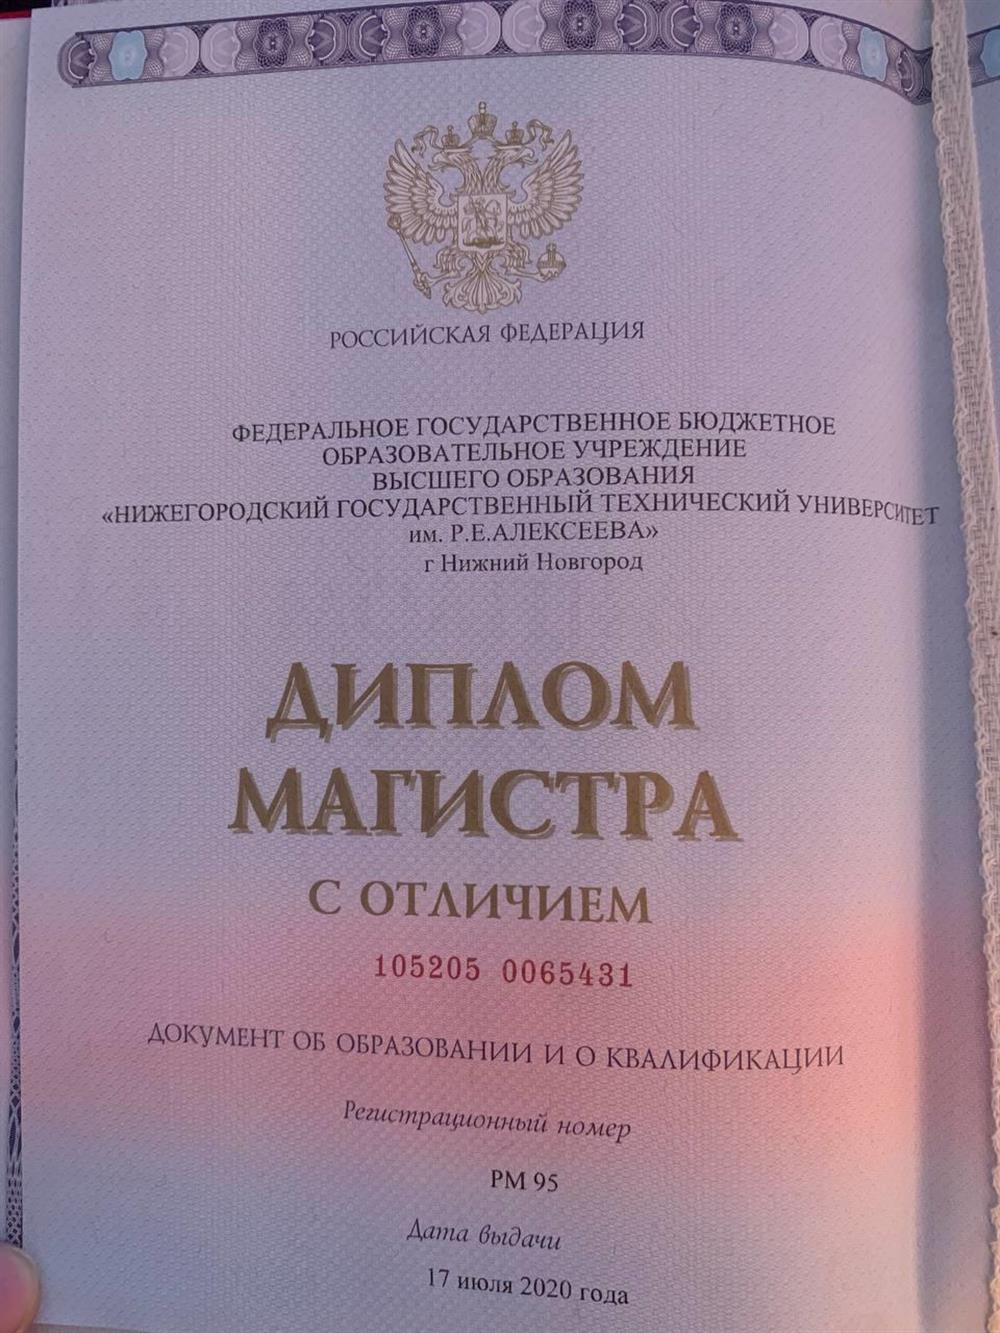 РОССИЙСКАЯ ФЕДЕРАЦИЯ
ФЕДЕРАЛЬНОЕ ГОСУДАРСТВЕННОЕ БЮДЖЕТНОЕ
ОБРАЗОВАТЕЛЬНОЕ УЧРЕЖДЕНИЕ
ВЫСШЕГО ОБРАЗОВАНИЯ
«НИЖЕГОРОДСКИЙ ГОСУДАРСТВЕННЫЙ ТЕХНИЧЕСКИЙ УНИВЕРСИТЕТ
им. Р.Е.АЛЕКСЕЕВА»
г Нижний Новгород
ДИПЛОМ
МАГИСТРА
С ОТЛИЧИЕМ
105205 0065431
ДОКУМЕНТ ОБ ОБРАЗОВАНИИ И О КВАЛИФИКАЦИИ
Регистрационный номер
РМ 95
Дата выдачи
17 июля 2020 года